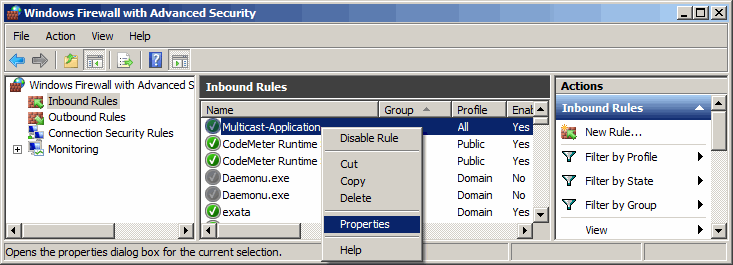 Windows Firewall with Advanced Security
File Action View Help
Windows Firewall with Advanced S
Inbound Rules
Outbound Rules
Connection Security Rules
Monitoring
Inbound Rules
Name Group Profile Enal
Multicast-Application All Yes
CodeMeter Runtime Public Yes
CodeMeter Runtime Public Yes
Daemonu.exe Domain No
Daemonu.exe Domain No
exata Domain Yes
Disable Rule
Cut
Copy
Delete
Properties
Help
Actions
Inbound Rules
New Rule...
Filter by Profile
Filter by State
Filter by Group
View
Opens the properties dialog box for the current selection.